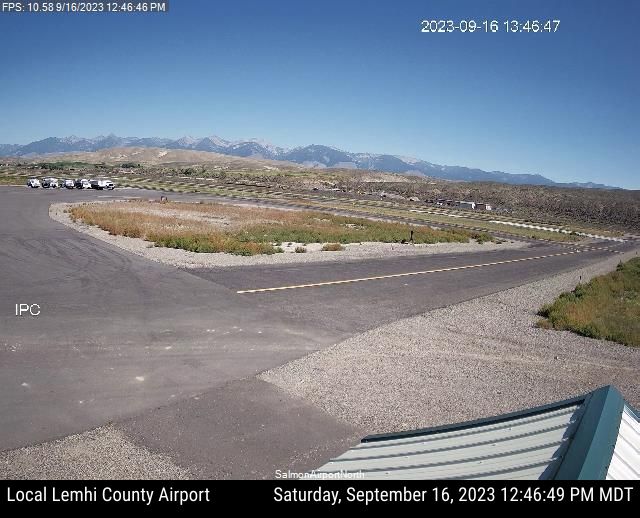 FPS: 10.58 9/16/2023 12:46:46 PM
2023-09-16 13:46:47
IPC
SalmonAirportNorth
Local Lemhi County Airport Saturday, September 16, 2023 12:46:49 PM MDT